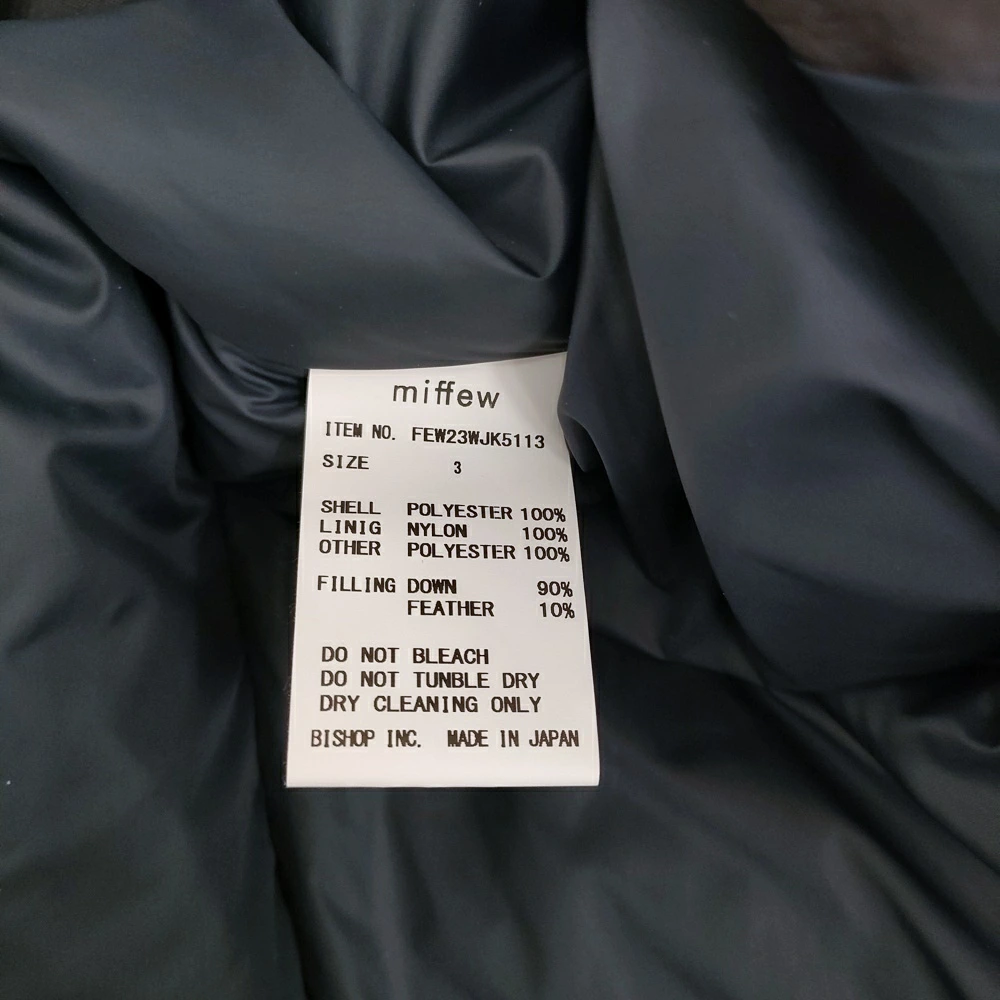 miffew
ITEM NO. FEW23WJK5113
SIZE 3
SHELL POLYESTER 100%
LINIG NYLON 100%
OTHER POLYESTER 100%
FILLING DOWN 90%
FEATHER 10%
DO NOT BLEACH
DO NOT TUNBLE DRY
DRY CLEANING ONLY
BISHOP INC. MADE IN JAPAN